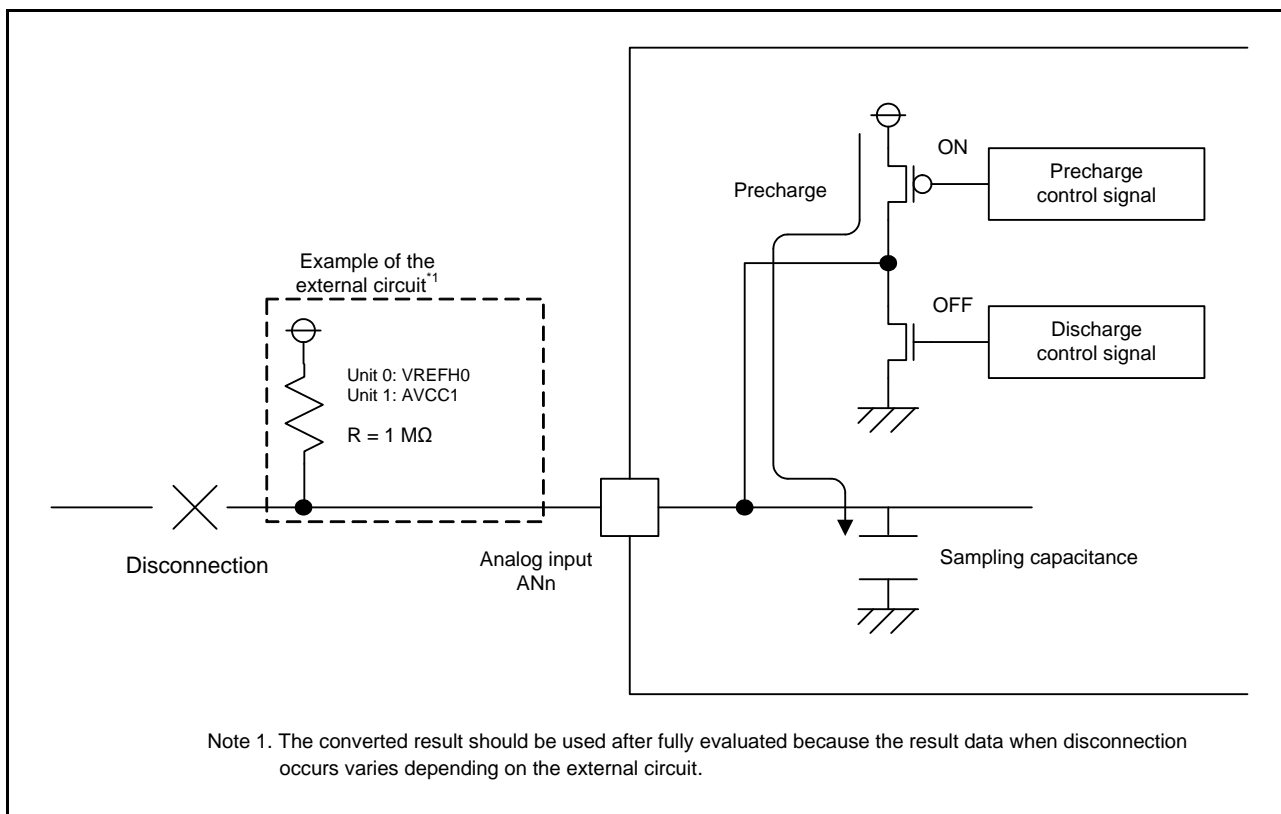 ON
Precharge
control signal
Precharge
Example of the
external circuit*1
OFF
Discharge
control signal
Unit 0: VREFH0
Unit 1: AVCC1
R = 1 MΩ
Disconnection
Analog input
ANn
Sampling capacitance
Note 1. The converted result should be used after fully evaluated because the result data when disconnection
occurs varies depending on the external circuit.